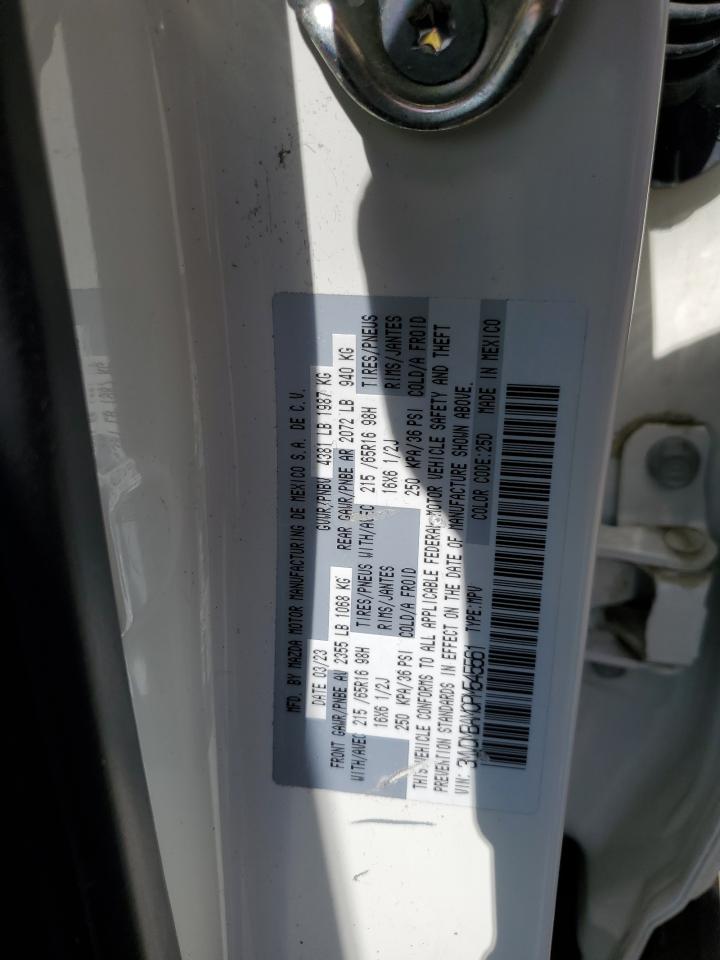 MFD. BY MAZDA MOTOR MANUFACTURING DE MEXICO S.A. DE C.V.
DATE 03/23 GVWR/PNBV 4381 LB 1987 KG
FRONT GAWR/PNBE AV 2355 LB 1068 KG REAR GAWR/PNBE AR 2072 LB 940 KG
WITH/AVEC 215 /65R16 98H TIRES/PNEUS WITH/AVEC 215 /65R16 98H TIRES/PNEUS
16X6 1/2J RIMS/JANTES 16X6 1/2J RIMS/JANTES
250 KPA/36 PSI COLD/A FROID 250 KPA/36 PSI COLD/A FROID
THIS VEHICLE CONFORMS TO ALL APPLICABLE FEDERAL MOTOR VEHICLE SAFETY AND THEFT
PREVENTION STANDARDS IN EFFECT ON THE DATE OF MANUFACTURE SHOWN ABOVE.
VIN: TYPE:MPV COLOR CODE:25D MADE IN MEXICO